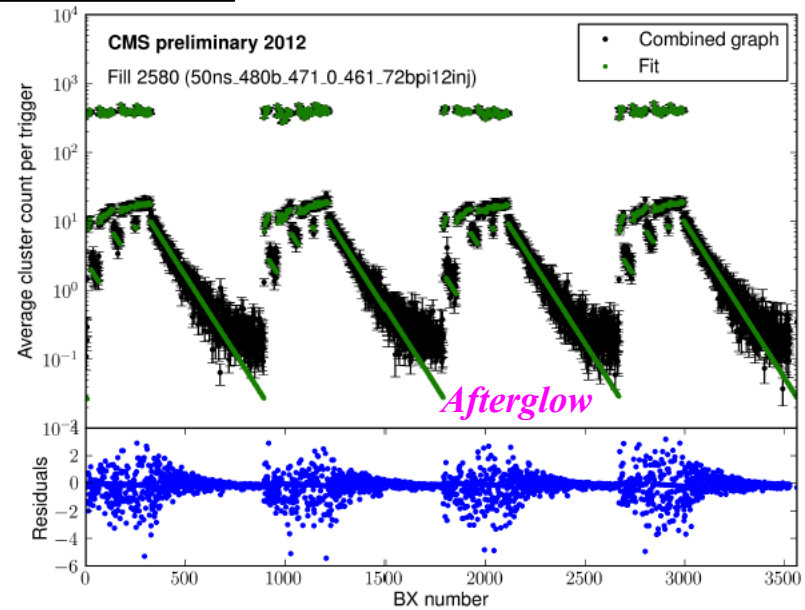 CMS preliminary 2012
Fill 2580 (50ns_480b_471_0_461_72bpi12inj)
Combined graph
Fit
Average cluster count per trigger
10^4
10^3
10^2
10^1
10^0
10^-1
10^-2
Afterglow
Residuals
4
2
0
−2
−4
−6
0
500
1000
1500
2000
2500
3000
3500
BX number